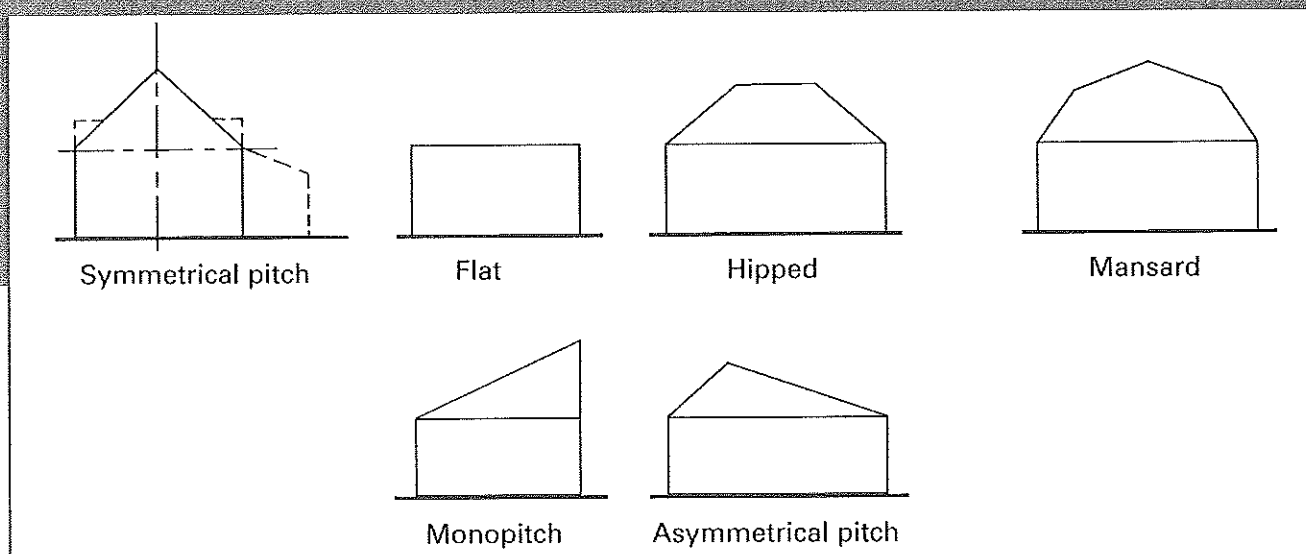 Symmetrical pitch
Flat
Hipped
Mansard
Monopitch
Asymmetrical pitch